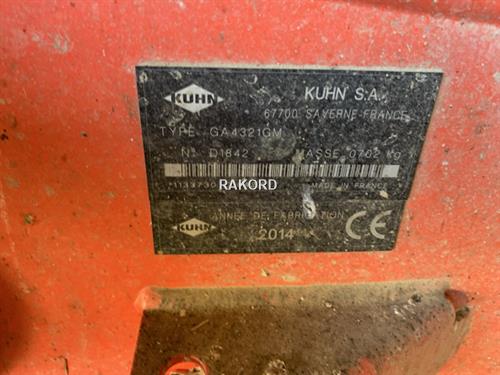 KUHN
KUHN S.A.
67700 SAVERNE-FRANCE
TYPE GA4321GM
N° D1842 MASSE 0702 Kg
RAKORD
MADE IN FRANCE
KUHN
ANNÉE DE FABRICATION
2014
CE